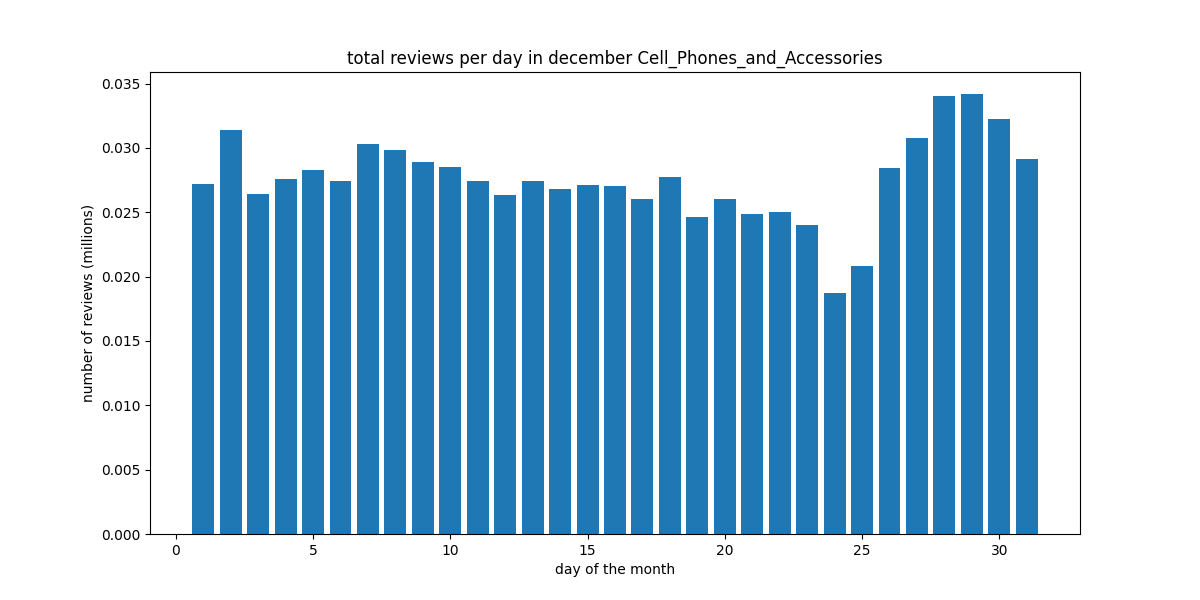 total reviews per day in december Cell_Phones_and_Accessories
0.035
0.030
0.025
0.020
0.015
0.010
0.005
0.000
number of reviews (millions)
0 5 10 15 20 25 30
day of the month